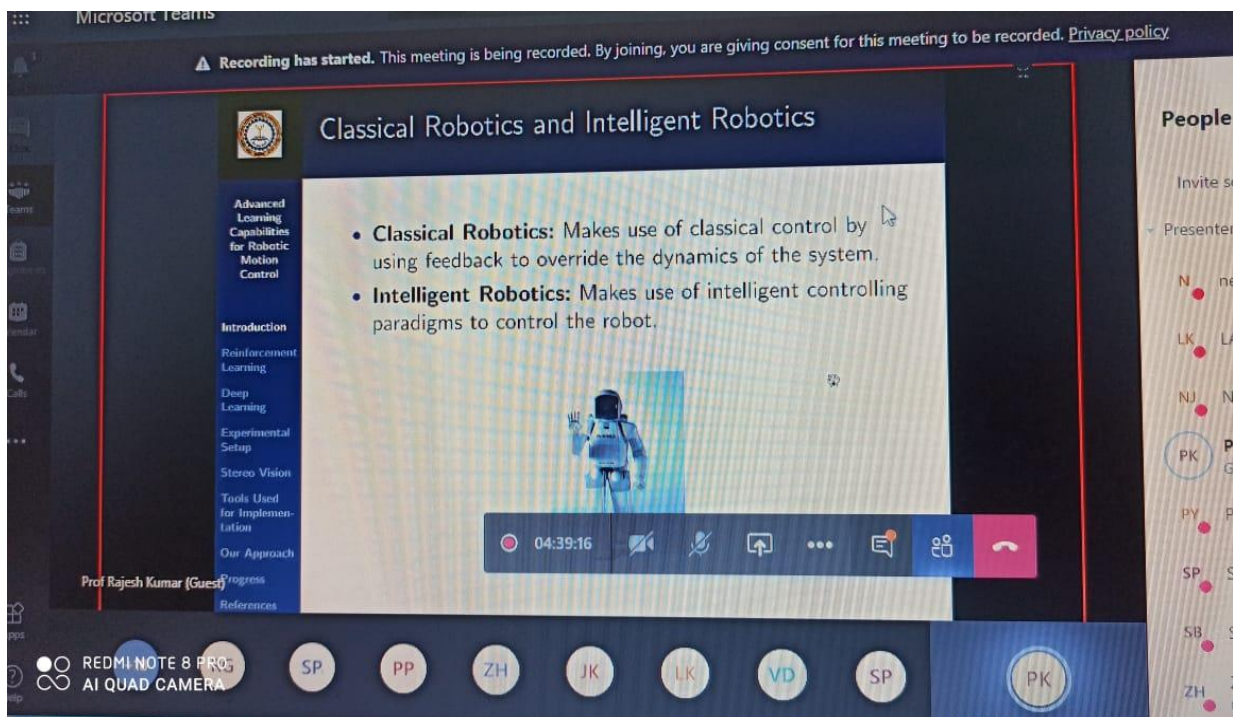 Microsoft Teams
Recording has started. This meeting is being recorded. By joining, you are giving consent for this meeting to be recorded. Privacy policy
Classical Robotics and Intelligent Robotics
Advanced
Learning
Capabilities
for Robotic
Motion
Control
Introduction
Reinforcement
Learning
Deep
Learning
Experimental
Setup
Stereo Vision
Tools Used
for Implemen-
tation
Our Approach
Progress
References
• Classical Robotics: Makes use of classical control by
using feedback to override the dynamics of the system.
• Intelligent Robotics: Makes use of intelligent controlling
paradigms to control the robot.
04:39:16
Prof Rajesh Kumar (Guest)
SP
PP
ZH
JK
LK
VD
SP
PK
People
Invite
Presenter
N
LK
NJ
PK
PY
SP
SB
ZH
Calls
REDMI NOTE 8 PRO
AI QUAD CAMERA